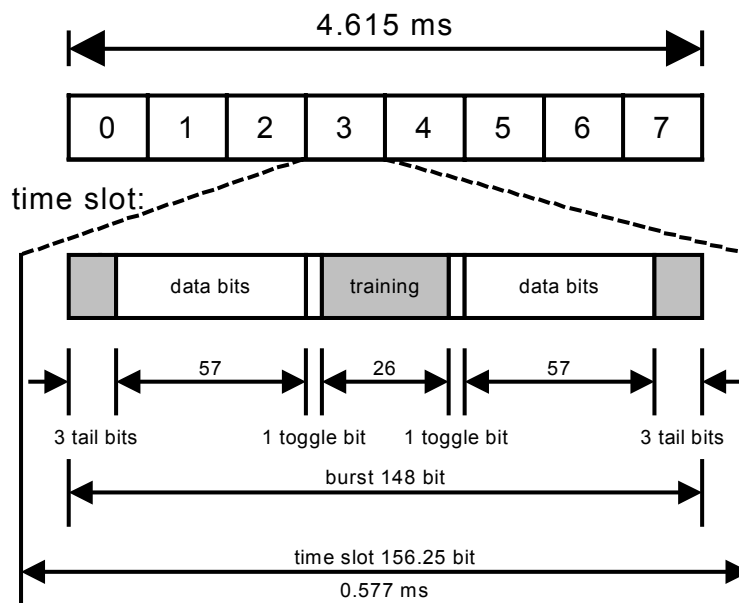 4.615 ms
0 1 2 3 4 5 6 7
time slot:
data bits training data bits
57 26 57
3 tail bits 1 toggle bit 1 toggle bit 3 tail bits
burst 148 bit
time slot 156.25 bit
0.577 ms